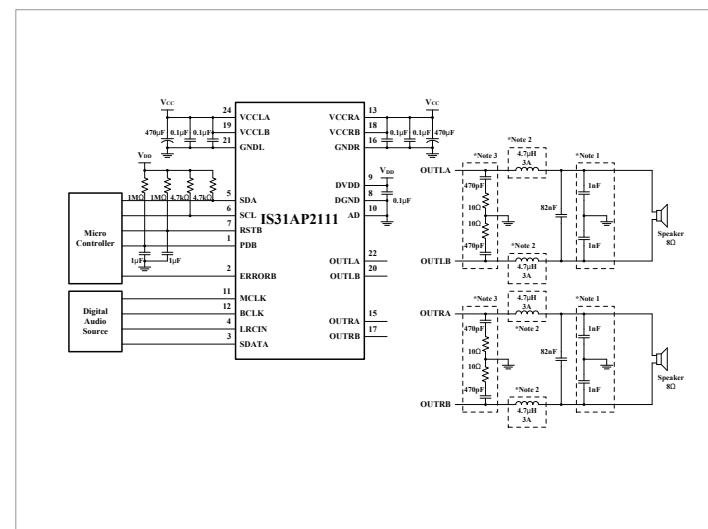 VCC
24
VCCLA
470μF 0.1μF 0.1μF
19
VCCLB
21
GNDL
VDD
1MΩ 1MΩ 4.7kΩ 4.7kΩ
5
SDA
6
SCL
7
RSTB
1
PDB
1μF
1μF
Micro
Controller
2
ERRORB
11
MCLK
12
BCLK
4
LRCIN
3
SDATA
Digital
Audio
Source
IS31AP2111
VCC
13
VCCRA
18
VCCRB
0.1μF 0.1μF 470μF
16
GNDR
VDD
9
DVDD
8
DGND
0.1μF
10
AD
22
OUTLA
20
OUTLB
15
OUTRA
17
OUTRB
*Note 3
*Note 2
4.7μH
3A
*Note 1
OUTLA
470pF
10Ω
10Ω
470pF
82nF
1nF
1nF
Speaker
8Ω
OUTLB
*Note 2
4.7μH
3A
*Note 3
4.7μH
3A
*Note 1
OUTRA
*Note 2
470pF
10Ω
10Ω
470pF
82nF
1nF
1nF
Speaker
8Ω
*Note 2
OUTRB
4.7μH
3A